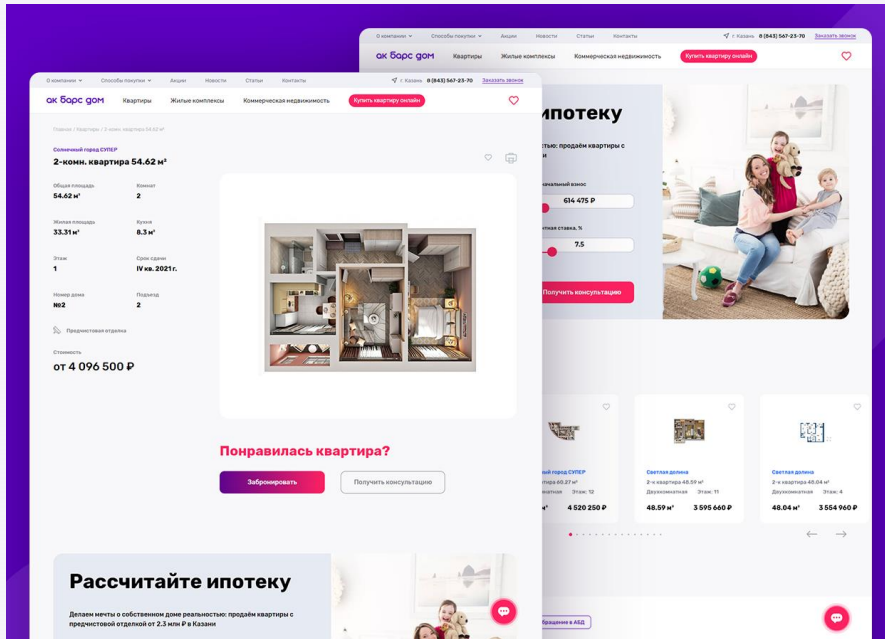 О компании
Способы покупки
Акции
Новости
Статьи
Контакты
г. Казань
8 (843) 567-23-70
Заказать звонок
ак барс дом
Квартиры
Жилые комплексы
Коммерческая недвижимость
Купить квартиру онлайн
ипотеку
продаём квартиры с
614 475 ₽
ставка, %
7.5
Получить консультацию
СУПЕР
Этаж: 12
4 520 250 ₽
Светлая долина
2-к квартира 48.59 м²
Двухкомнатная Этаж: 11
48.59 м² 3 595 660 ₽
Светлая долина
2-к квартира 48.04 м²
Двухкомнатная Этаж: 4
48.04 м² 3 554 960 ₽
в АБД
О компании
Способы покупки
Акции
Новости
Статьи
Контакты
г. Казань
8 (843) 567-23-70
Заказать звонок
ак барс дом
Квартиры
Жилые комплексы
Коммерческая недвижимость
Купить квартиру онлайн
Главная / Квартиры / 2-комн. квартира 54.62 м²
Солнечный город СУПЕР
2-комн. квартира 54.62 м²
Общая площадь
54.62 м²
Комнат
2
Жилая площадь
33.31 м²
Кухня
8.3 м²
Этаж
1
Срок сдачи
IV кв. 2021 г.
Номер дома
№2
Подъезд
2
Предчистовая отделка
Стоимость
от 4 096 500 ₽
Понравилась квартира?
Забронировать
Получить консультацию
Рассчитайте ипотеку
Делаем мечты о собственном доме реальностью: продаём квартиры с
предчистовой отделкой от 2.3 млн ₽ в Казани